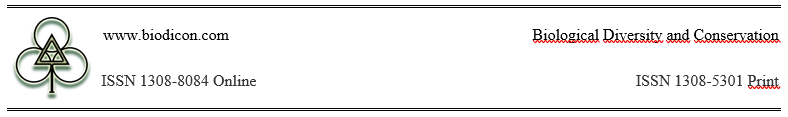 www.biodicon.com Biological Diversity and Conservation
ISSN 1308-8084 Online ISSN 1308-5301 Print